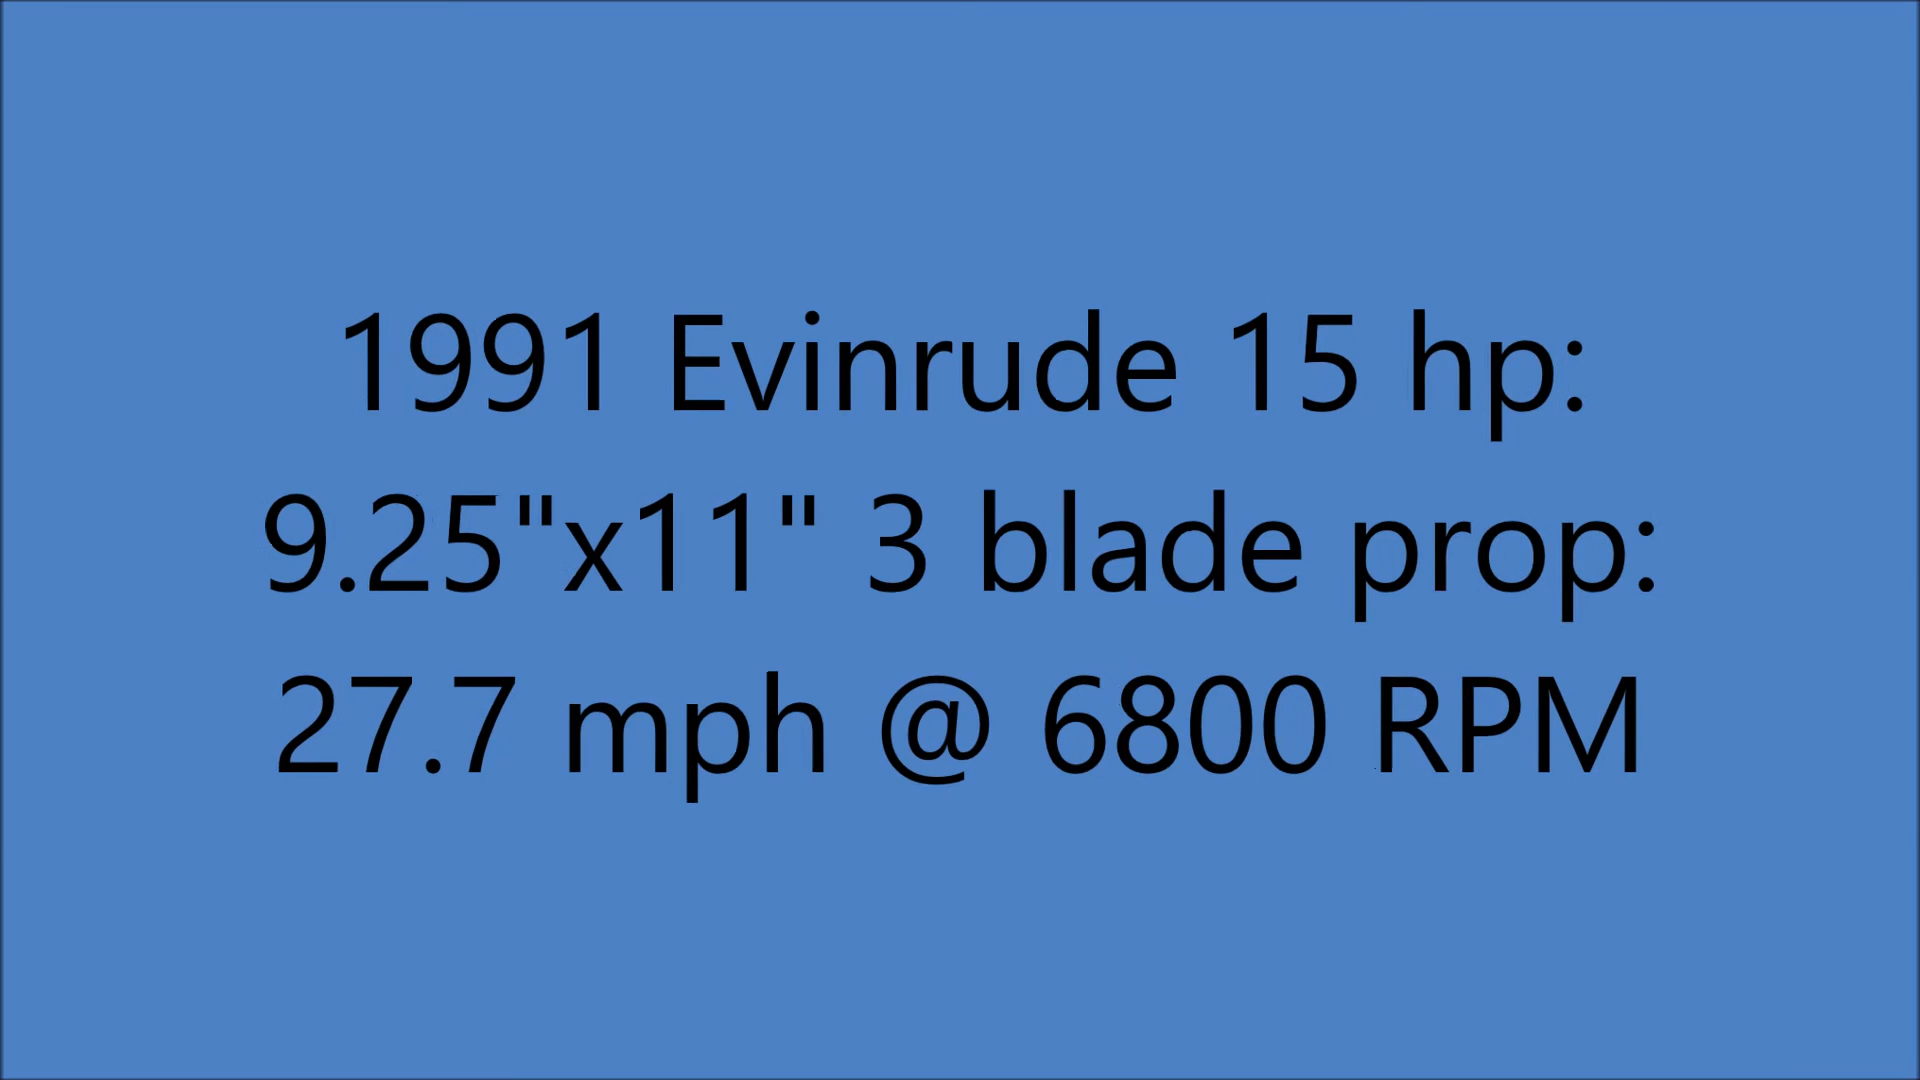 1991 Evinrude 15 hp:
9.25"x11" 3 blade prop:
27.7 mph @ 6800 RPM